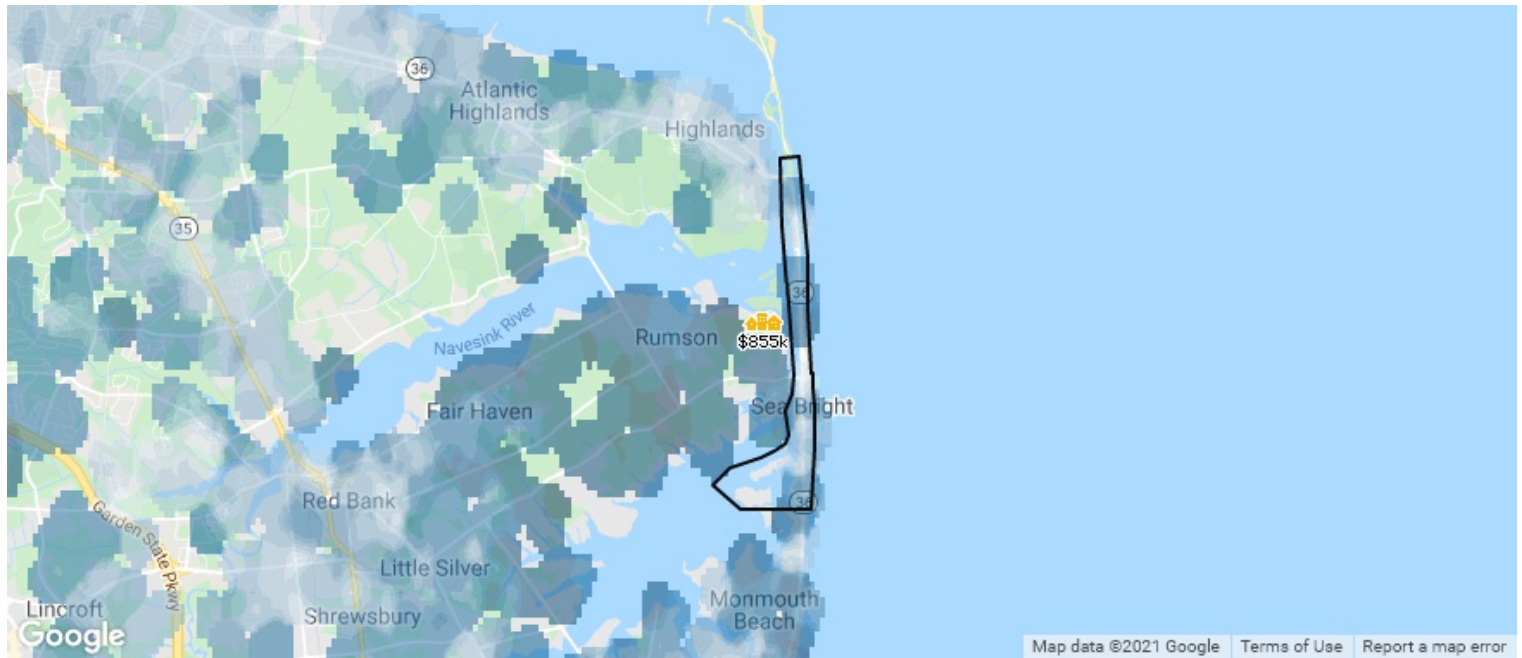 36
Atlantic
Highlands
Highlands
35
36
Rumson
$855k
Navesink River
Fair Haven
Sea Bright
Red Bank
36
Garden State Pkwy
Little Silver
Lincroft
Shrewsbury
Monmouth
Beach
Google
Map data ©2021 Google
Terms of Use
Report a map error